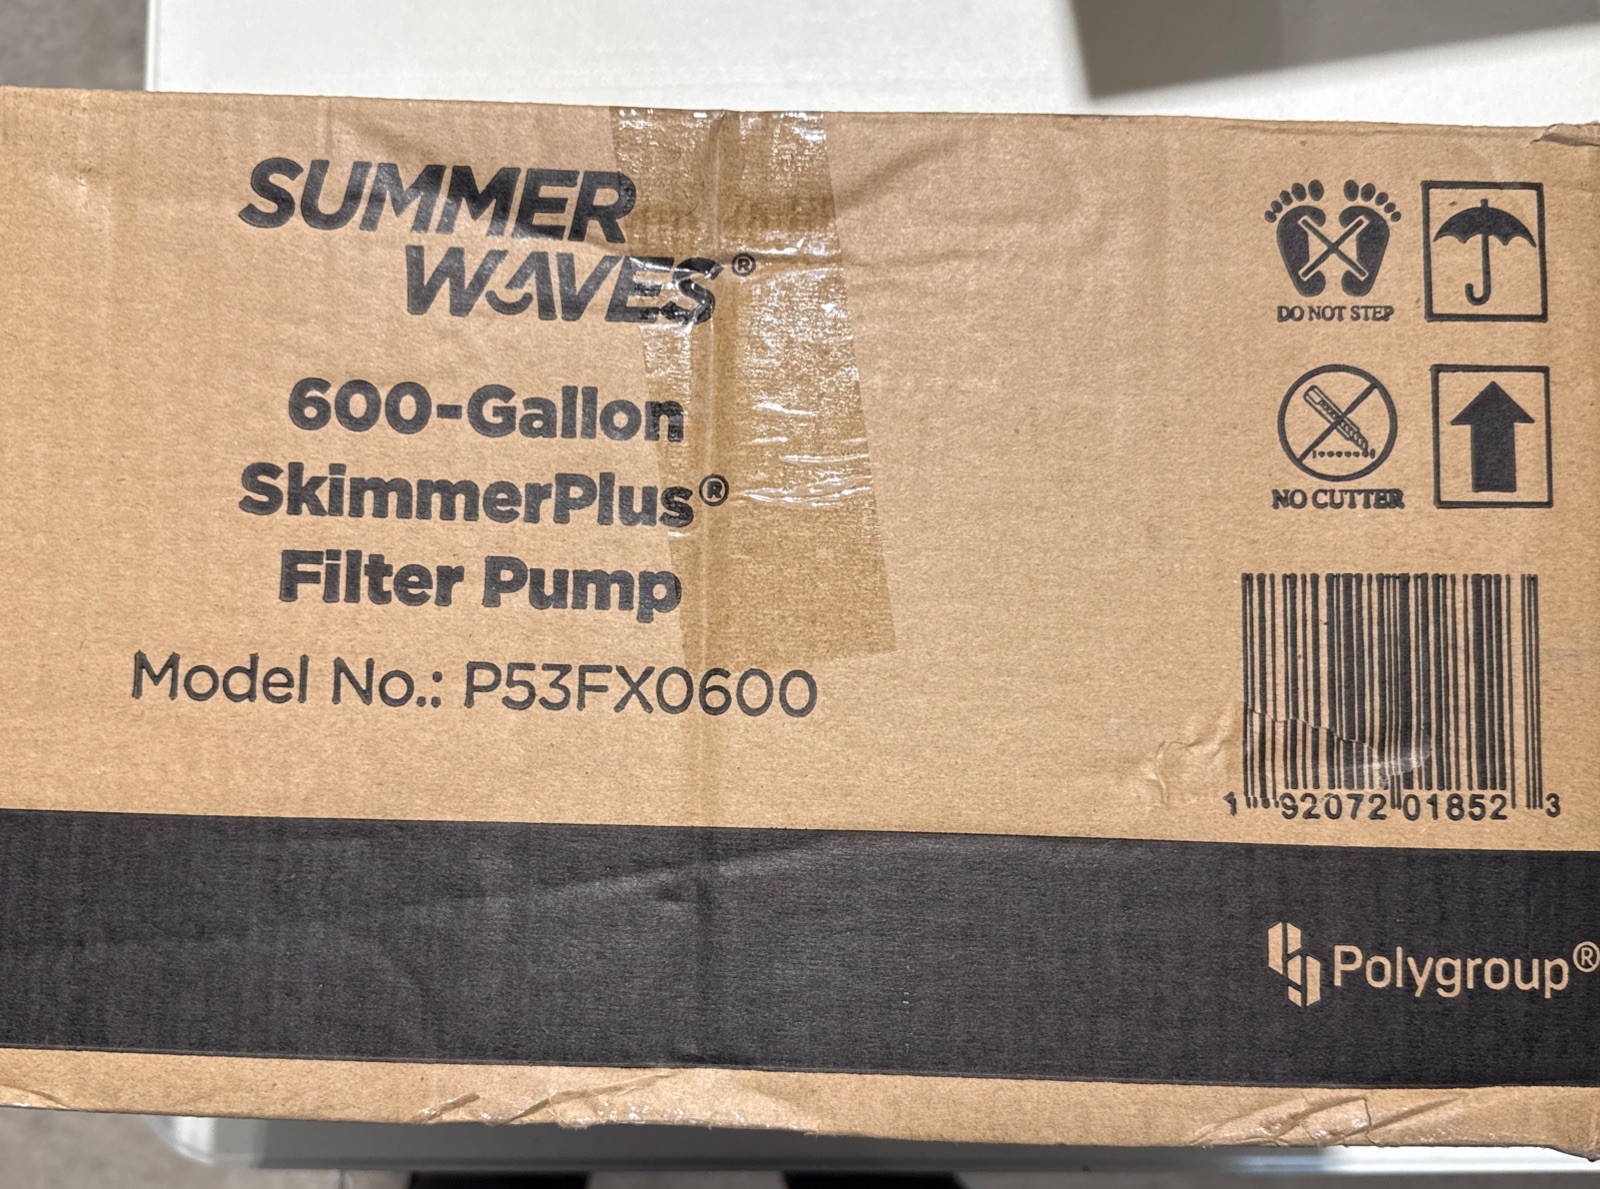 SUMMER
WAVES®
600-Gallon
SkimmerPlus®
Filter Pump
Model No.: P53FX0600
DO NOT STEP
NO CUTTER
1 92072 01852 3
Polygroup®